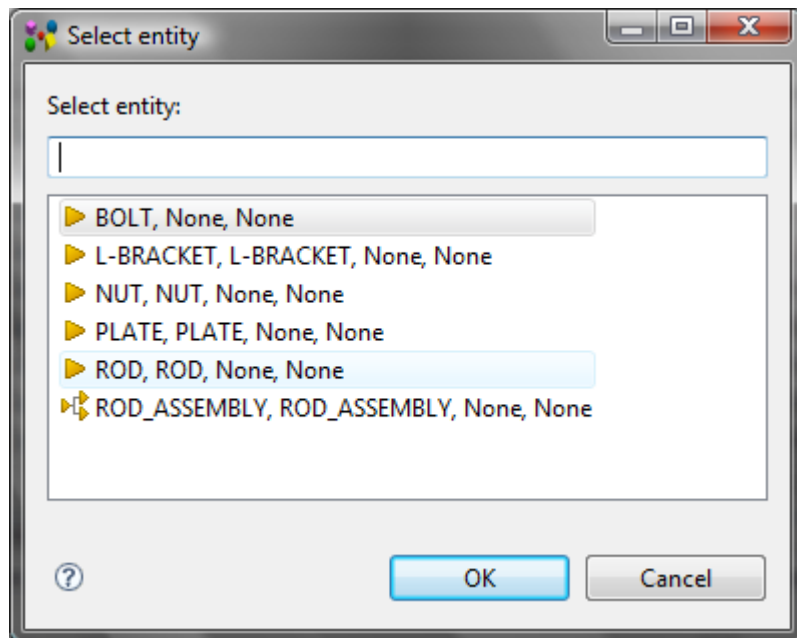 Select entity
Select entity:
BOLT, None, None
L-BRACKET, L-BRACKET, None, None
NUT, NUT, None, None
PLATE, PLATE, None, None
ROD, ROD, None, None
ROD_ASSEMBLY, ROD_ASSEMBLY, None, None
? OK Cancel